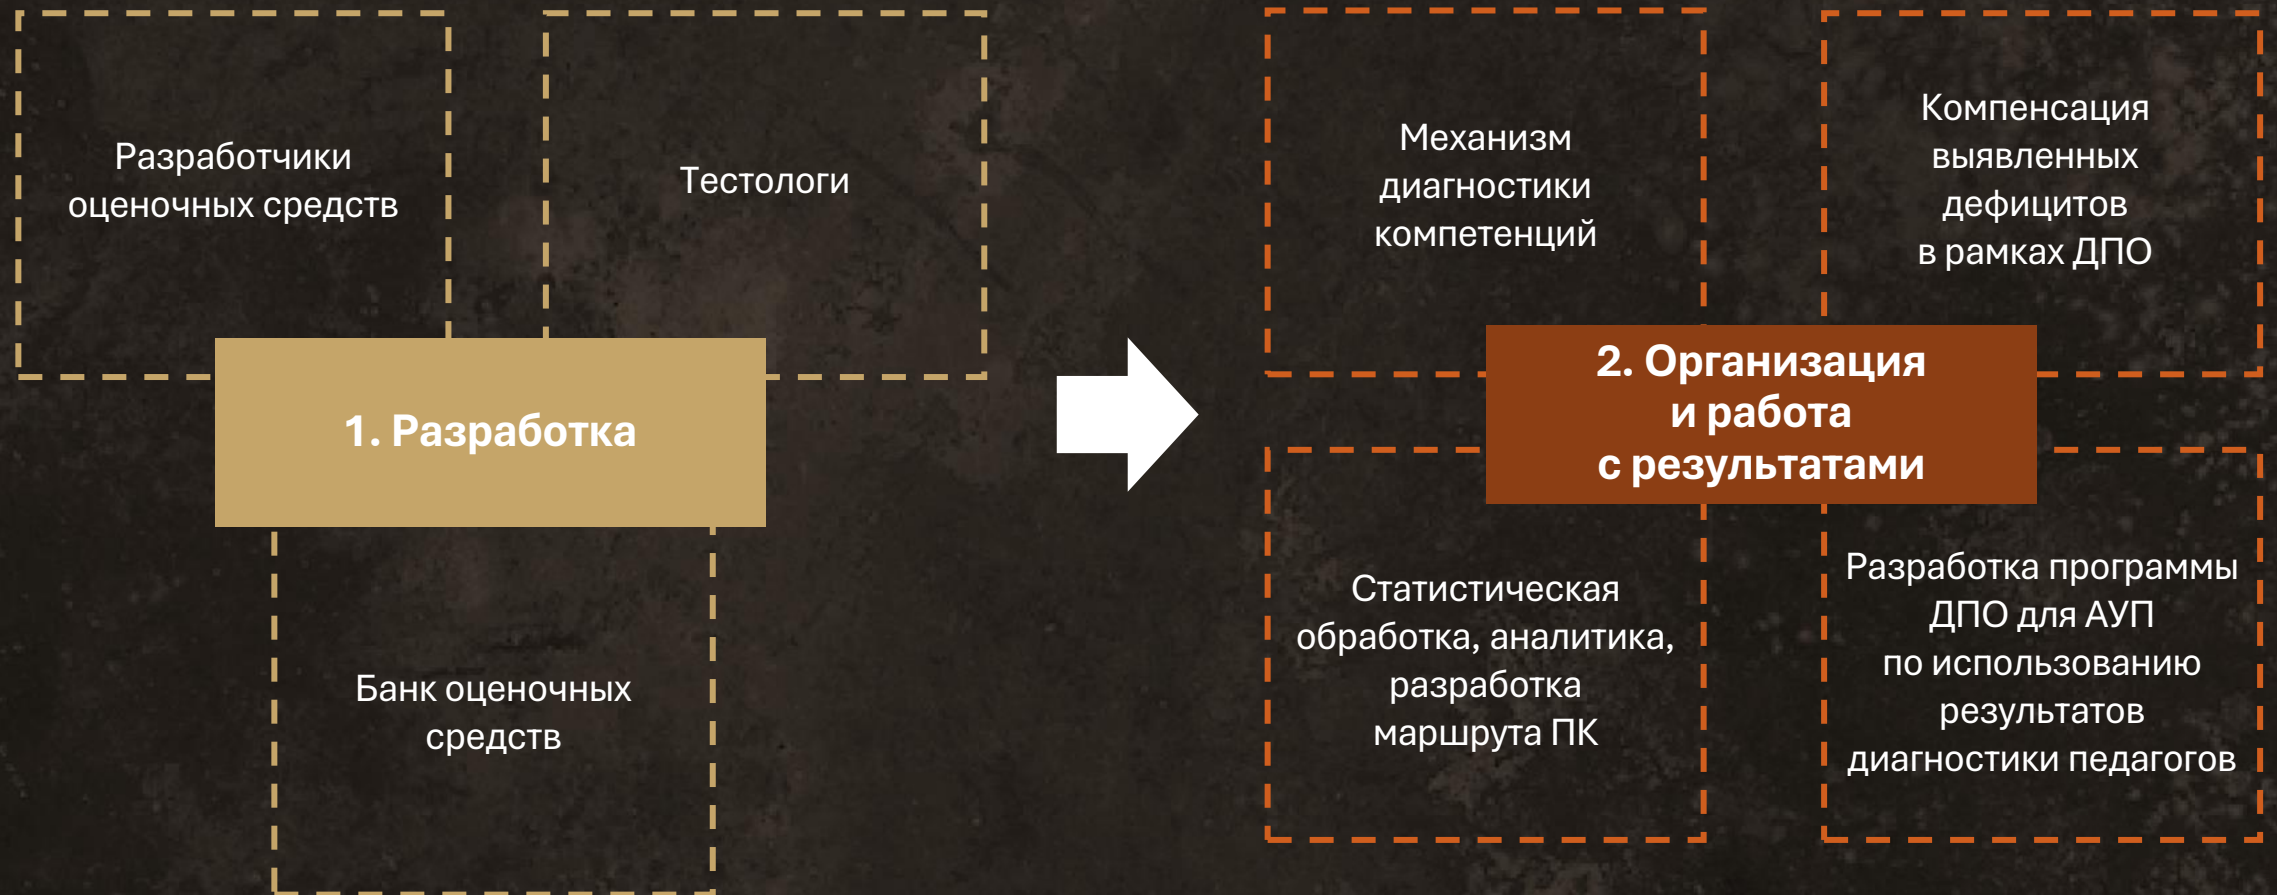 Разработчики
оценочных средств
Тестологи
1. Разработка
Банк оценочных
средств
Механизм
диагностики
компетенций
Компенсация
выявленных
дефицитов
в рамках ДПО
2. Организация
и работа
с результатами
Статистическая
обработка, аналитика,
разработка
маршрута ПК
Разработка программы
ДПО для АУП
по использованию
результатов
диагностики педагогов